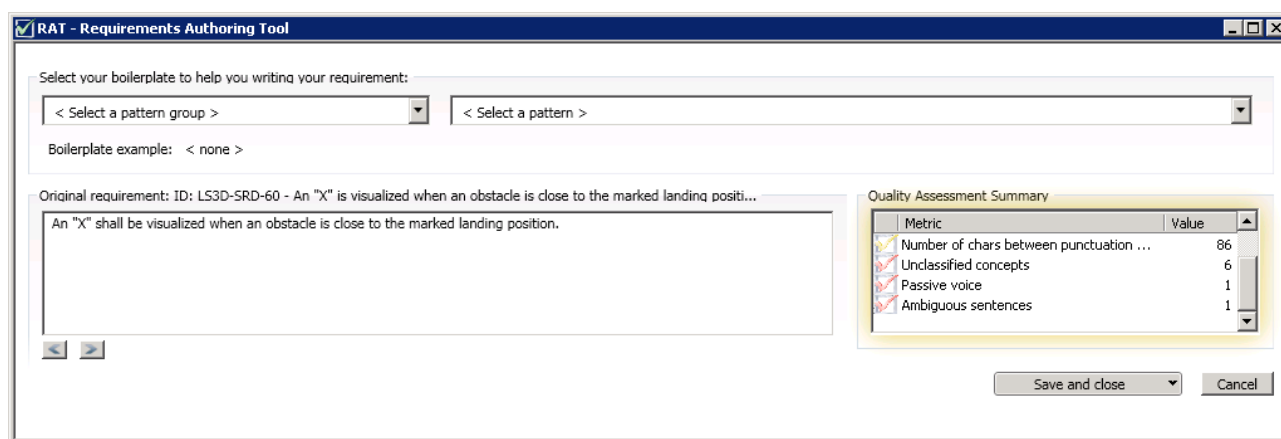 RAT - Requirements Authoring Tool
Select your boilerplate to help you writing your requirement:
< Select a pattern group >
< Select a pattern >
Boilerplate example: < none >
Original requirement: ID: LS3D-SRD-60 - An "X" is visualized when an obstacle is close to the marked landing positi...
An "X" shall be visualized when an obstacle is close to the marked landing position.
Quality Assessment Summary
Metric Value
Number of chars between punctuation ... 86
Unclassified concepts 6
Passive voice 1
Ambiguous sentences 1
Save and close
Cancel